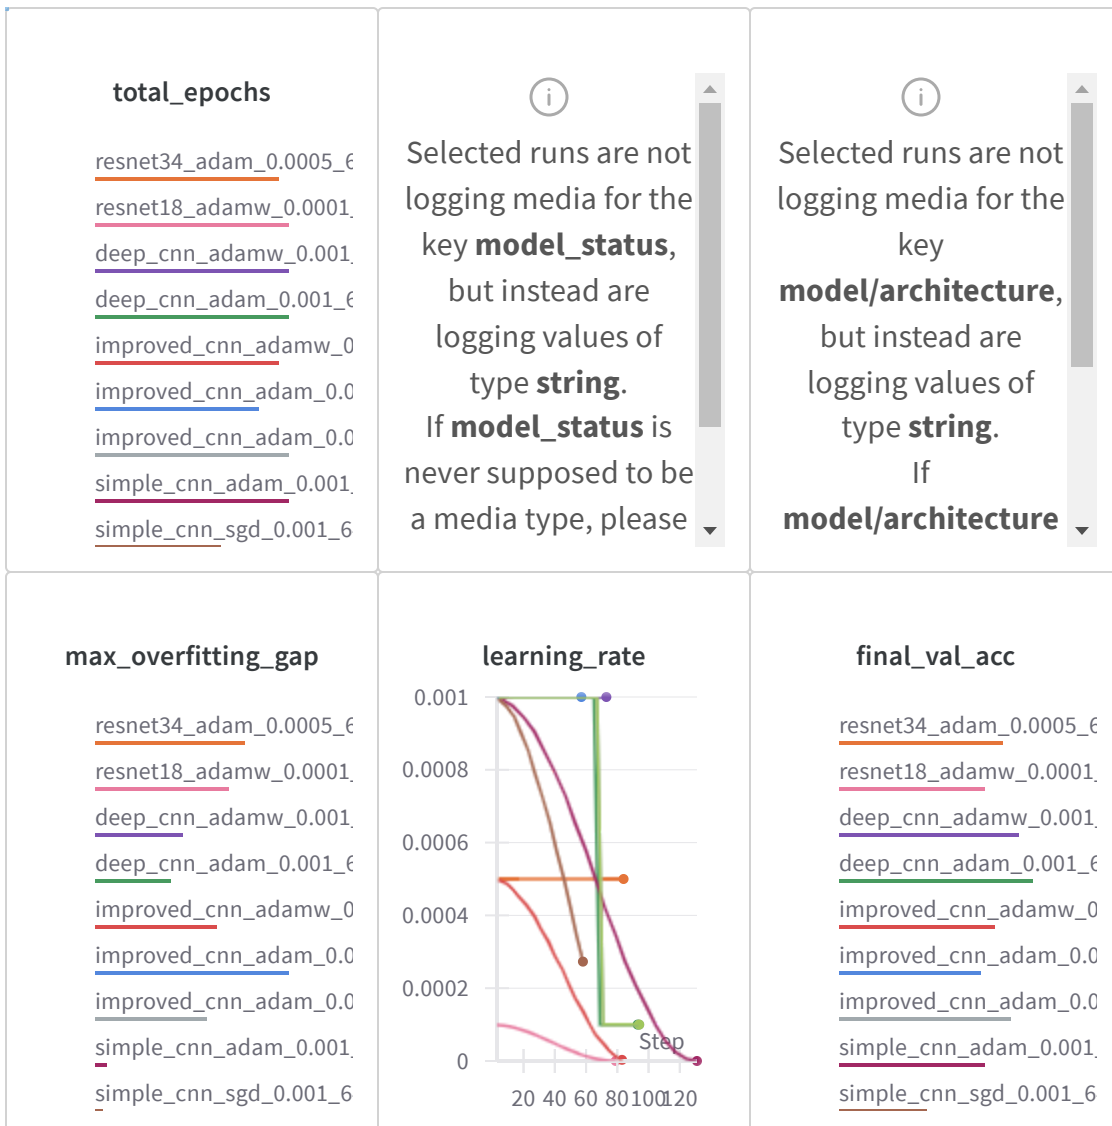 total_epochs
resnet34_adam_0.0005_6
resnet18_adamw_0.0001_
deep_cnn_adamw_0.001_
deep_cnn_adam_0.001_6
improved_cnn_adamw_0
improved_cnn_adam_0.0
improved_cnn_adam_0.0
simple_cnn_adam_0.001_
simple_cnn_sgd_0.001_6
Selected runs are not
logging media for the
key model_status,
but instead are
logging values of
type string.
If model_status is
never supposed to be
a media type, please
Selected runs are not
logging media for the
key
model/architecture,
but instead are
logging values of
type string.
If
model/architecture
max_overfitting_gap
resnet34_adam_0.0005_6
resnet18_adamw_0.0001_
deep_cnn_adamw_0.001_
deep_cnn_adam_0.001_6
improved_cnn_adamw_0
improved_cnn_adam_0.0
improved_cnn_adam_0.0
simple_cnn_adam_0.001_
simple_cnn_sgd_0.001_6
learning_rate
0.001
0.0008
0.0006
0.0004
0.0002
0
Step
20 40 60 80 100 120
final_val_acc
resnet34_adam_0.0005_6
resnet18_adamw_0.0001_
deep_cnn_adamw_0.001_
deep_cnn_adam_0.001_6
improved_cnn_adamw_0
improved_cnn_adam_0.0
improved_cnn_adam_0.0
simple_cnn_adam_0.001_
simple_cnn_sgd_0.001_6